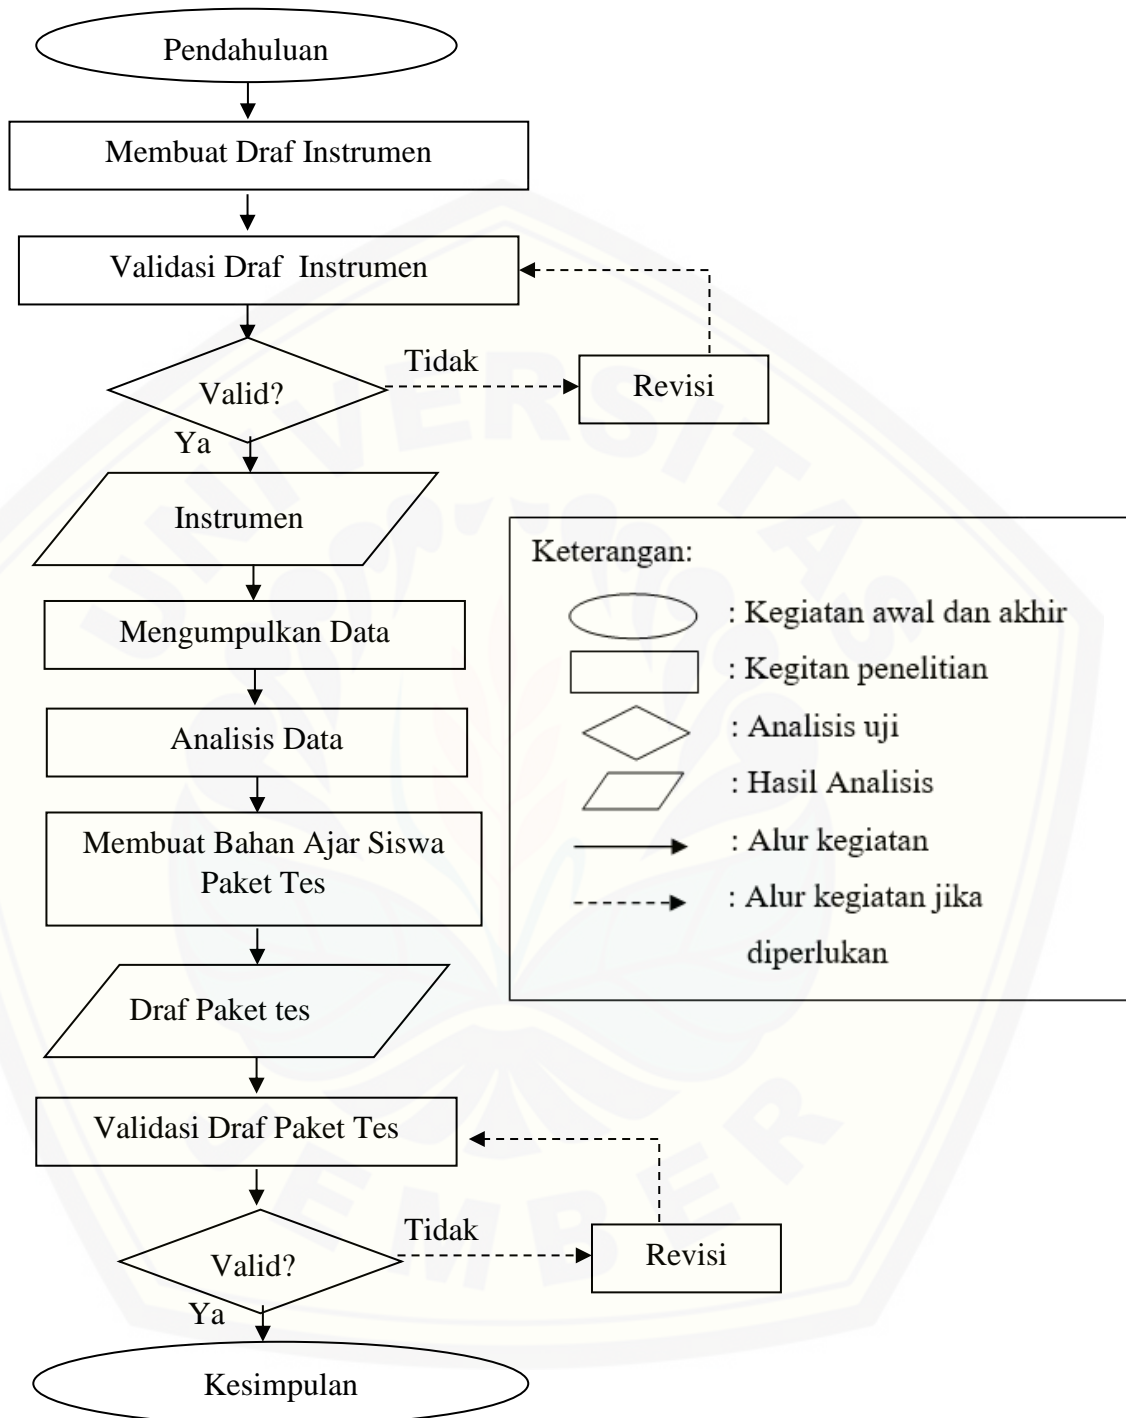 Pendahuluan
Membuat Draf Instrumen
Validasi Draf Instrumen
Tidak
Valid?
Revisi
Ya
Instrumen
Mengumpulkan Data
Analisis Data
Membuat Bahan Ajar Siswa
Paket Tes
Draf Paket tes
Validasi Draf Paket Tes
Tidak
Valid?
Revisi
Ya
Kesimpulan
Keterangan:
: Kegiatan awal dan akhir
: Kegitan penelitian
: Analisis uji
: Hasil Analisis
: Alur kegiatan
: Alur kegiatan jika
diperlukan
UNIVERSITAS
JEMBER